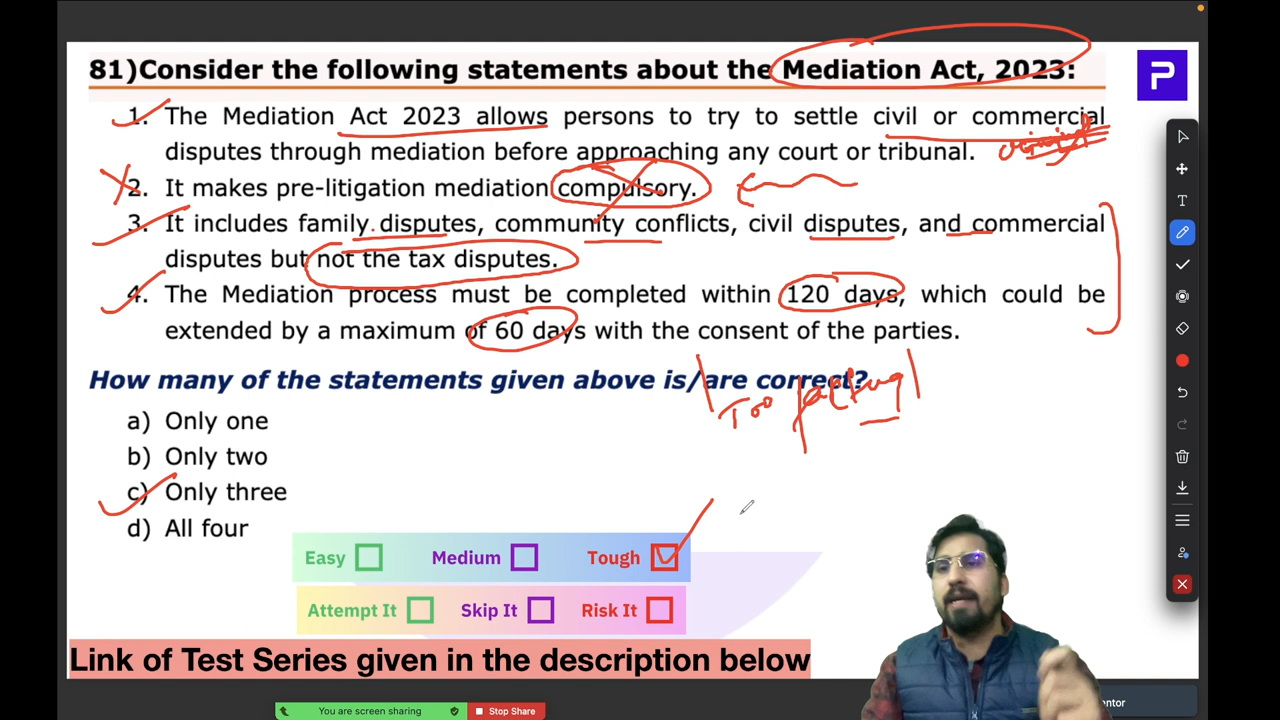 81)Consider the following statements about the Mediation Act, 2023:
1. The Mediation Act 2023 allows persons to try to settle civil or commercial
disputes through mediation before approaching any court or tribunal.
2. It makes pre-litigation mediation compulsory.
3. It includes family disputes, community conflicts, civil disputes, and commercial
disputes but not the tax disputes.
4. The Mediation process must be completed within 120 days, which could be
extended by a maximum of 60 days with the consent of the parties.
How many of the statements given above is/are correct?
Too factual
a) Only one
b) Only two
c) Only three
d) All four
Easy Medium Tough
Attempt It Skip It Risk It
Link of Test Series given in the description below
You are screen sharing Stop Share